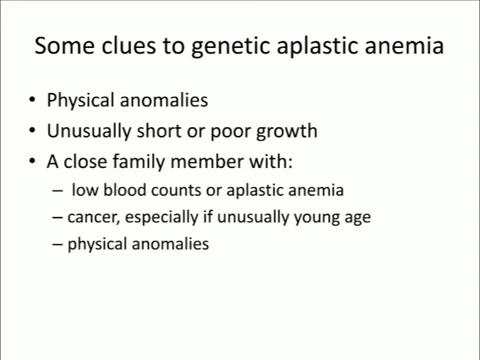 Some clues to genetic aplastic anemia
• Physical anomalies
• Unusually short or poor growth
• A close family member with:
– low blood counts or aplastic anemia
– cancer, especially if unusually young age
– physical anomalies